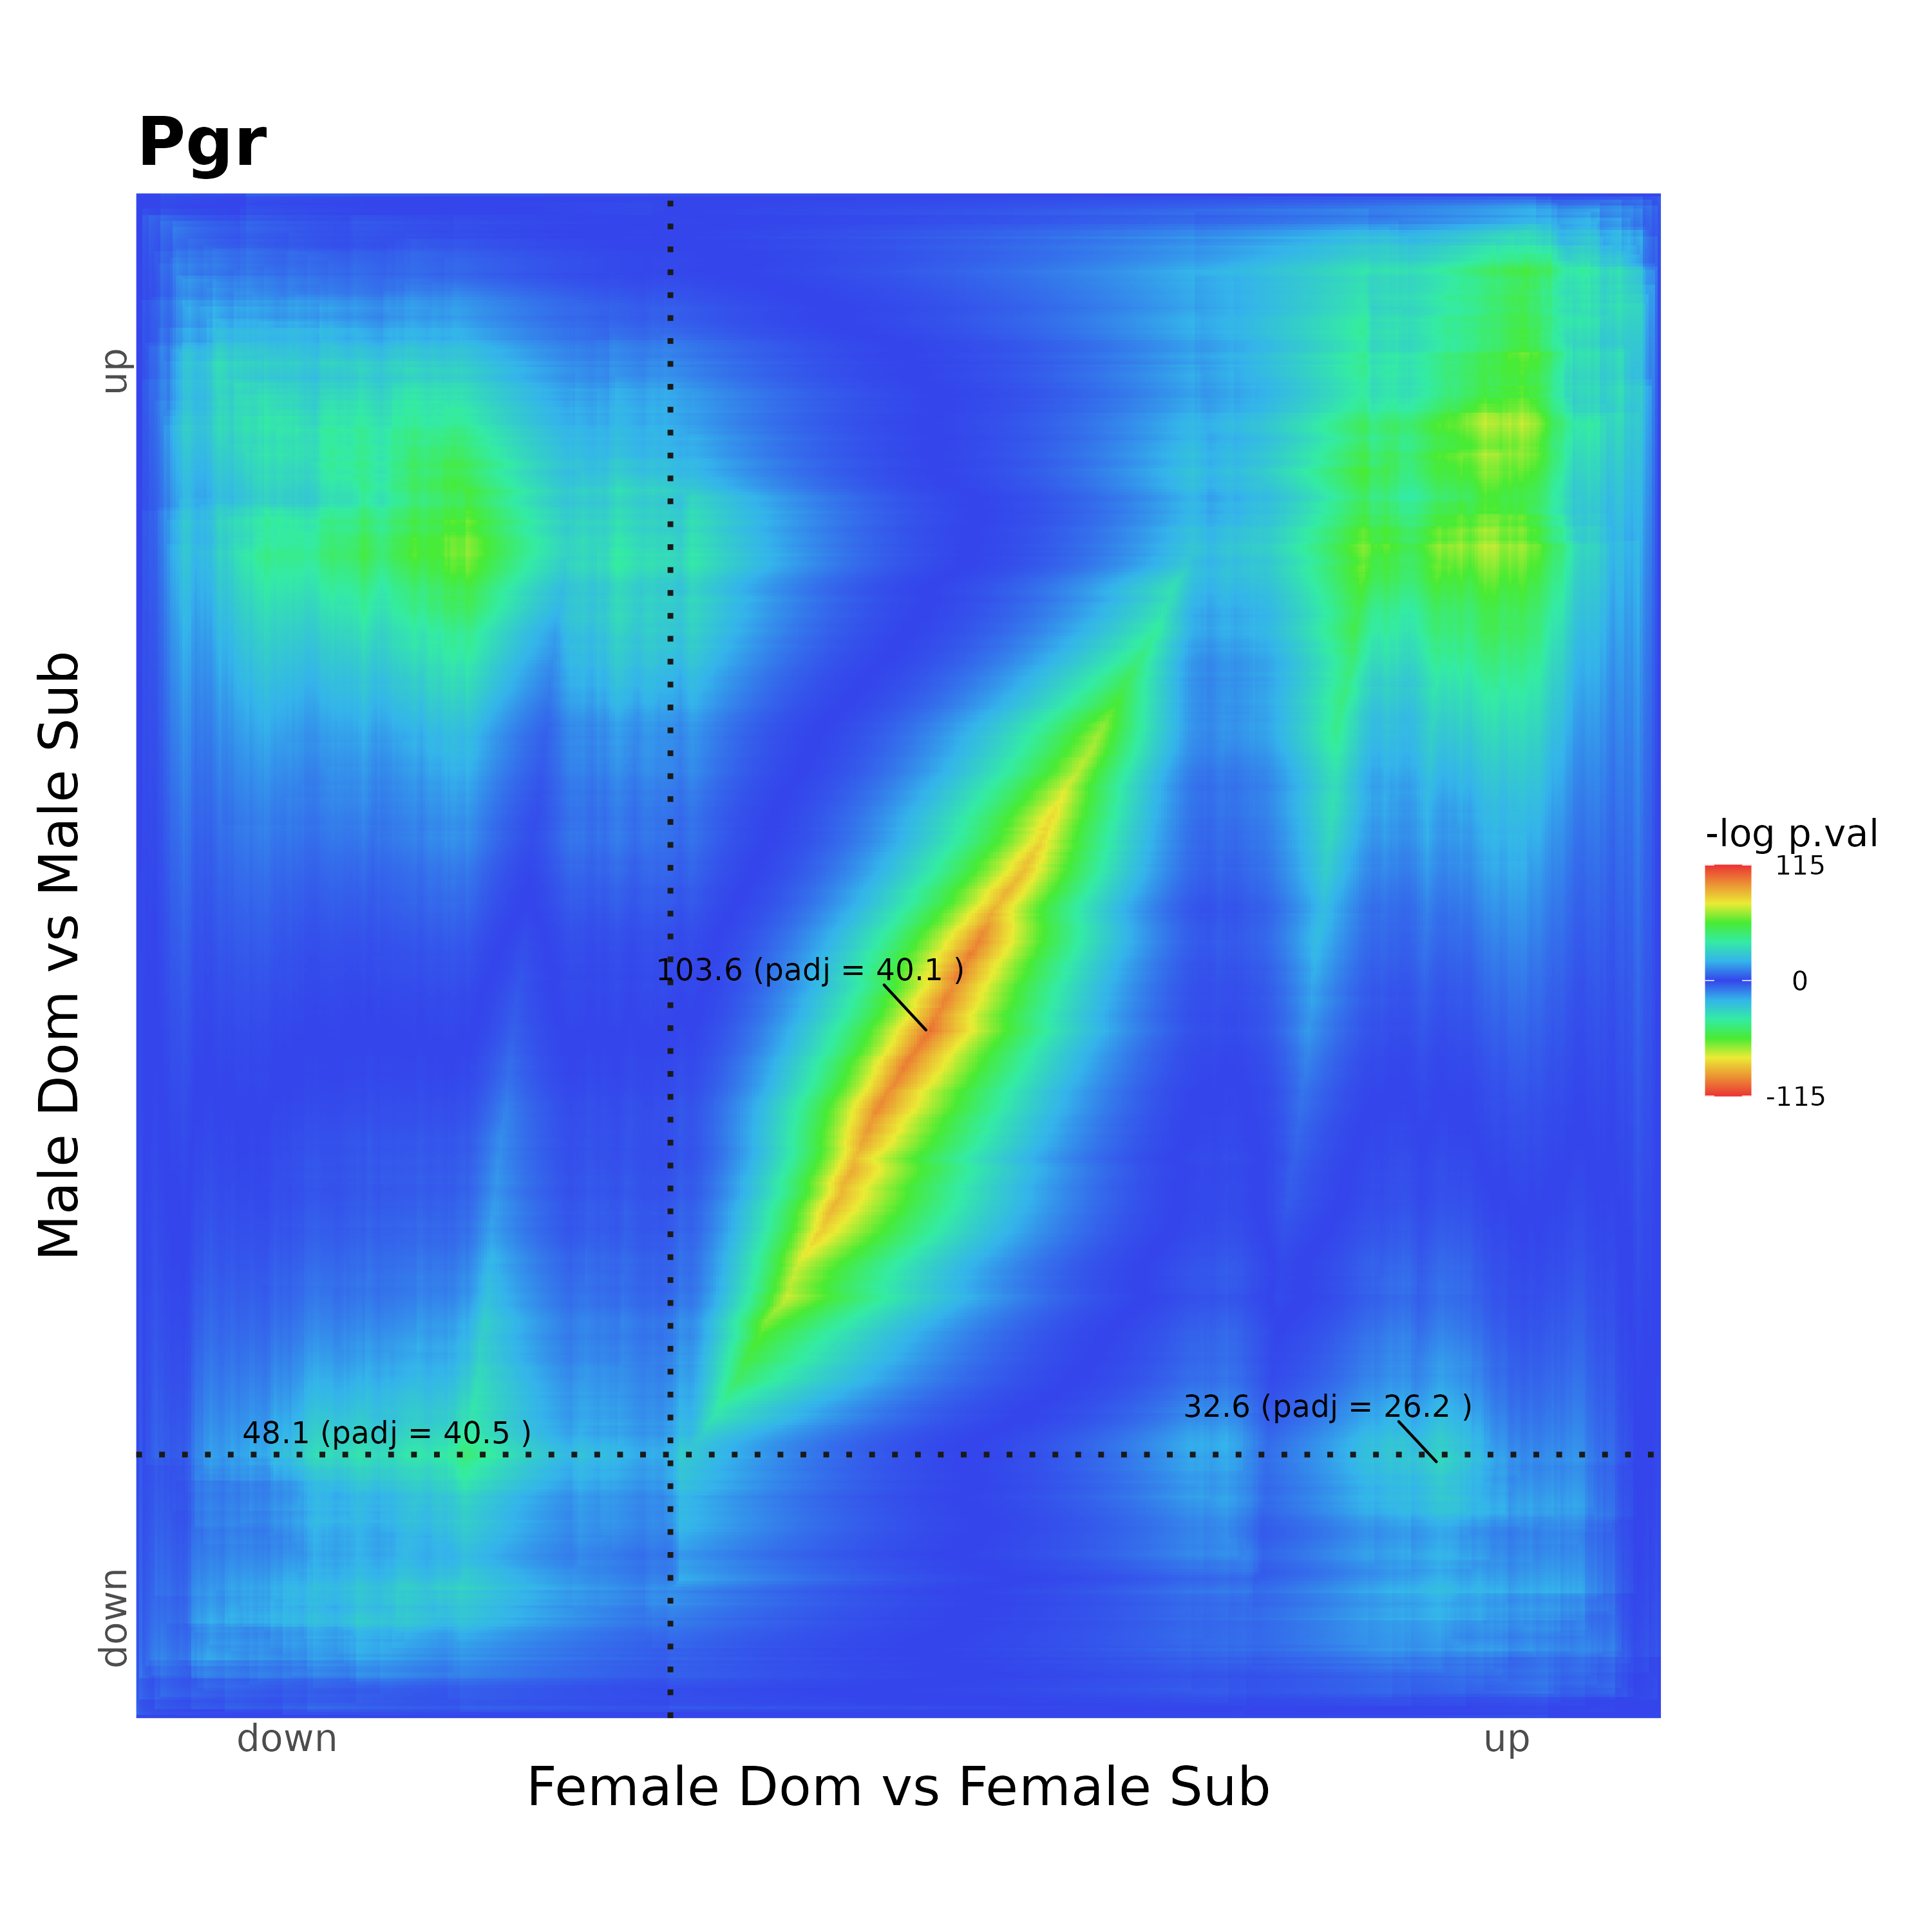 Pgr
up
Male Dom vs Male Sub
down
103.6 (padj = 40.1 )
48.1 (padj = 40.5 )
32.6 (padj = 26.2 )
down
up
Female Dom vs Female Sub
-log p.val
115
0
-115